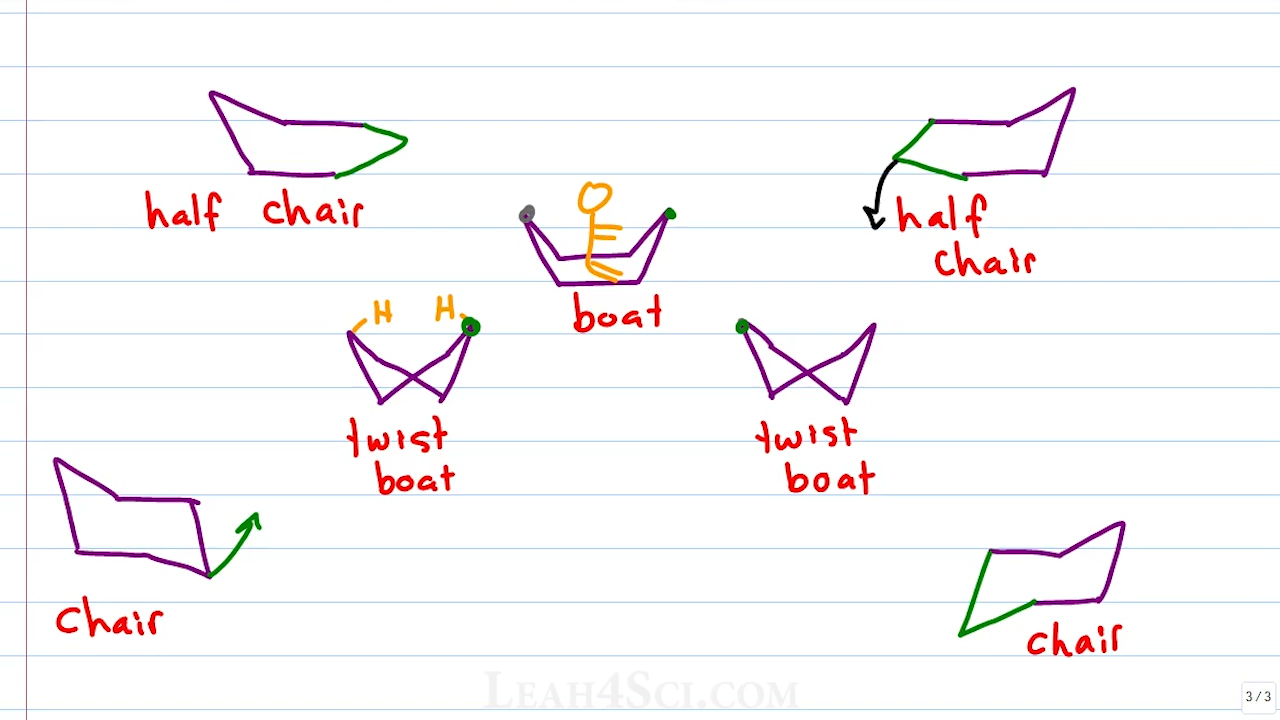 half chair
half
chair
H H
boat
twist
boat
twist
boat
Chair
chair
LEAH4SCI.COM
3/3